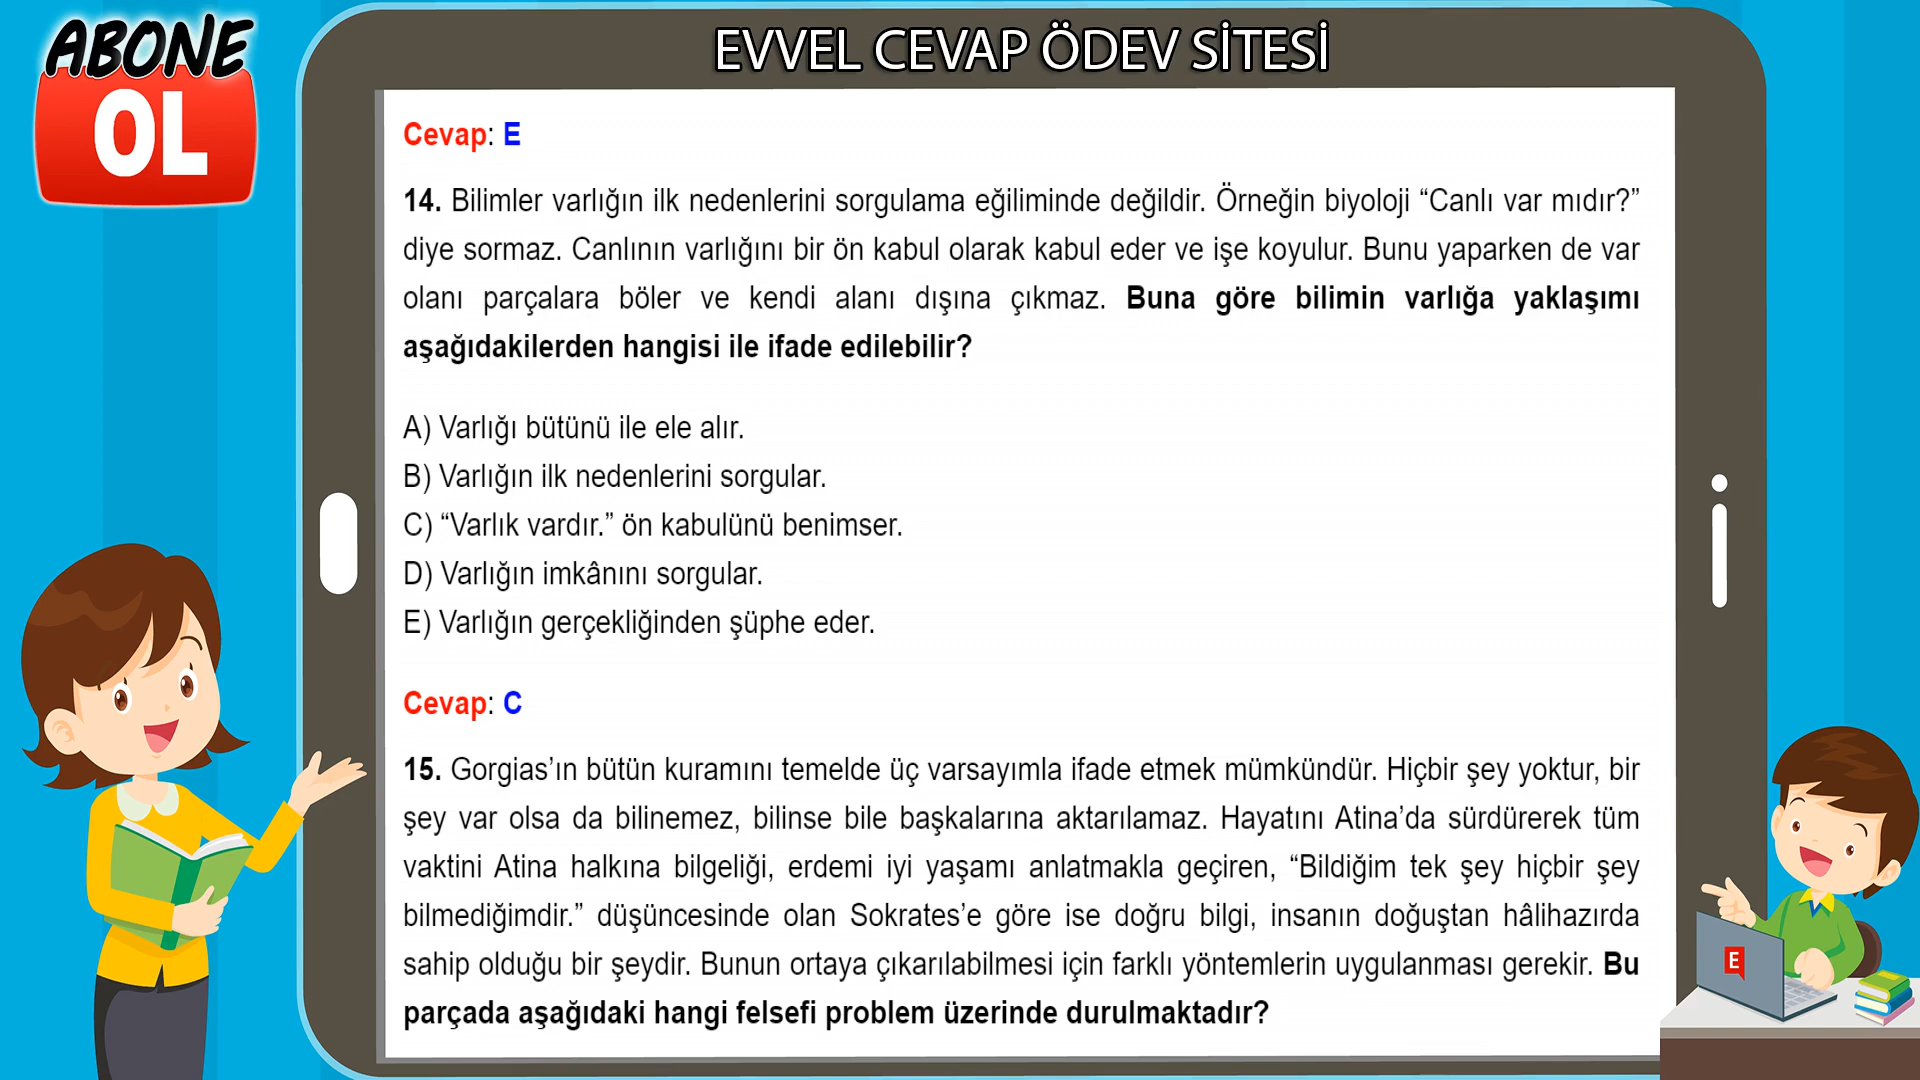 ABONE
OL
EVVEL CEVAP ÖDEV SİTESİ
Cevap: E
14. Bilimler varlığın ilk nedenlerini sorgulama eğiliminde değildir. Örneğin biyoloji “Canlı var mıdır?”
diye sormaz. Canlının varlığını bir ön kabul olarak kabul eder ve işe koyulur. Bunu yaparken de var
olanı parçalara böler ve kendi alanı dışına çıkmaz. Buna göre bilimin varlığa yaklaşımı
aşağıdakilerden hangisi ile ifade edilebilir?
A) Varlığı bütünü ile ele alır.
B) Varlığın ilk nedenlerini sorgular.
C) “Varlık vardır.” ön kabulünü benimser.
D) Varlığın imkânını sorgular.
E) Varlığın gerçekliğinden şüphe eder.
Cevap: C
15. Gorgias’ın bütün kuramını temelde üç varsayımla ifade etmek mümkündür. Hiçbir şey yoktur, bir
şey var olsa da bilinemez, bilinse bile başkalarına aktarılamaz. Hayatını Atina’da sürdürerek tüm
vaktini Atina halkına bilgeliği, erdemi iyi yaşamı anlatmakla geçiren, “Bildiğim tek şey hiçbir şey
bilmediğimdir.” düşüncesinde olan Sokrates’e göre ise doğru bilgi, insanın doğuştan hâlihazırda
sahip olduğu bir şeydir. Bunun ortaya çıkarılabilmesi için farklı yöntemlerin uygulanması gerekir. Bu
parçada aşağıdaki hangi felsefi problem üzerinde durulmaktadır?
E